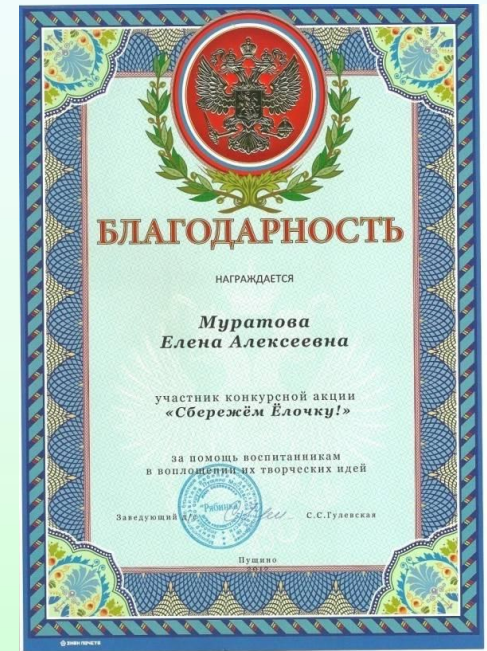 БЛАГОДАРНОСТЬ
НАГРАЖДАЕТСЯ
Муратова
Елена Алексеевна
участник конкурсной акции
«Сбережём Ёлочку!»
за помощь воспитанникам
в воплощении их творческих идей
Рябинка
Заведующий д/с С.С.Гулевская
Пущино